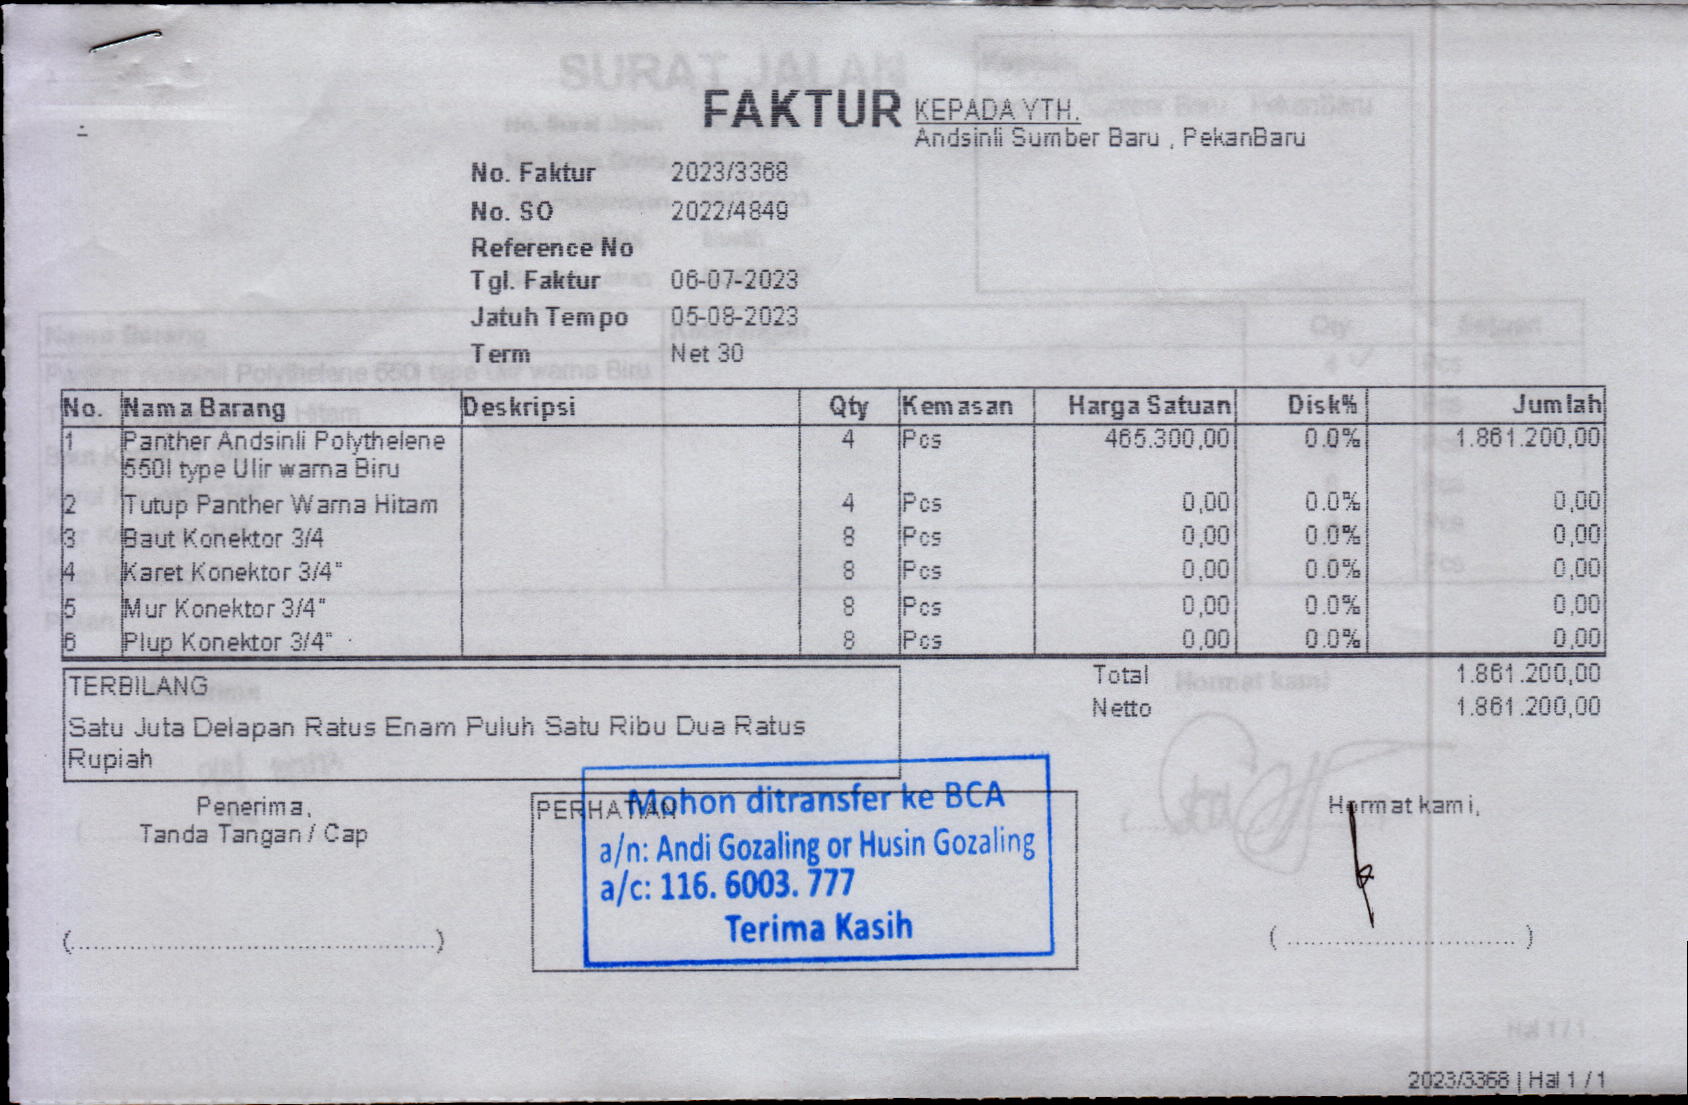 FAKTUR
KEPADA YTH.
Andsinli Sumber Baru , PekanBaru
No. Faktur 2023/3368
No. SO 2022/4849
Reference No
Tgl. Faktur 06-07-2023
Jatuh Tempo 05-08-2023
Term Net 30
No. Nama Barang Deskripsi Qty Kemasan Harga Satuan Disk% Jumlah
1 Panther Andsinli Polythelene 4 Pcs 465.300,00 0.0% 1.861.200,00
550l type Ulir warna Biru
2 Tutup Panther Warna Hitam 4 Pcs 0,00 0.0% 0,00
3 Baut Konektor 3/4 8 Pcs 0,00 0.0% 0,00
4 Karet Konektor 3/4" 8 Pcs 0,00 0.0% 0,00
5 Mur Konektor 3/4" 8 Pcs 0,00 0.0% 0,00
6 Plup Konektor 3/4" 8 Pcs 0,00 0.0% 0,00
Total 1.861.200,00
Netto 1.861.200,00
TERBILANG
Satu Juta Delapan Ratus Enam Puluh Satu Ribu Dua Ratus
Rupiah
Penerima,
Tanda Tangan / Cap
(........................................)
PERHATIAN
Mohon ditransfer ke BCA
a/n: Andi Gozaling or Husin Gozaling
a/c: 116. 6003. 777
Terima Kasih
Hormat kami,
(............................)
SURAT JALAN
Hal 1 / 1
2023/3368 | Hal 1 / 1